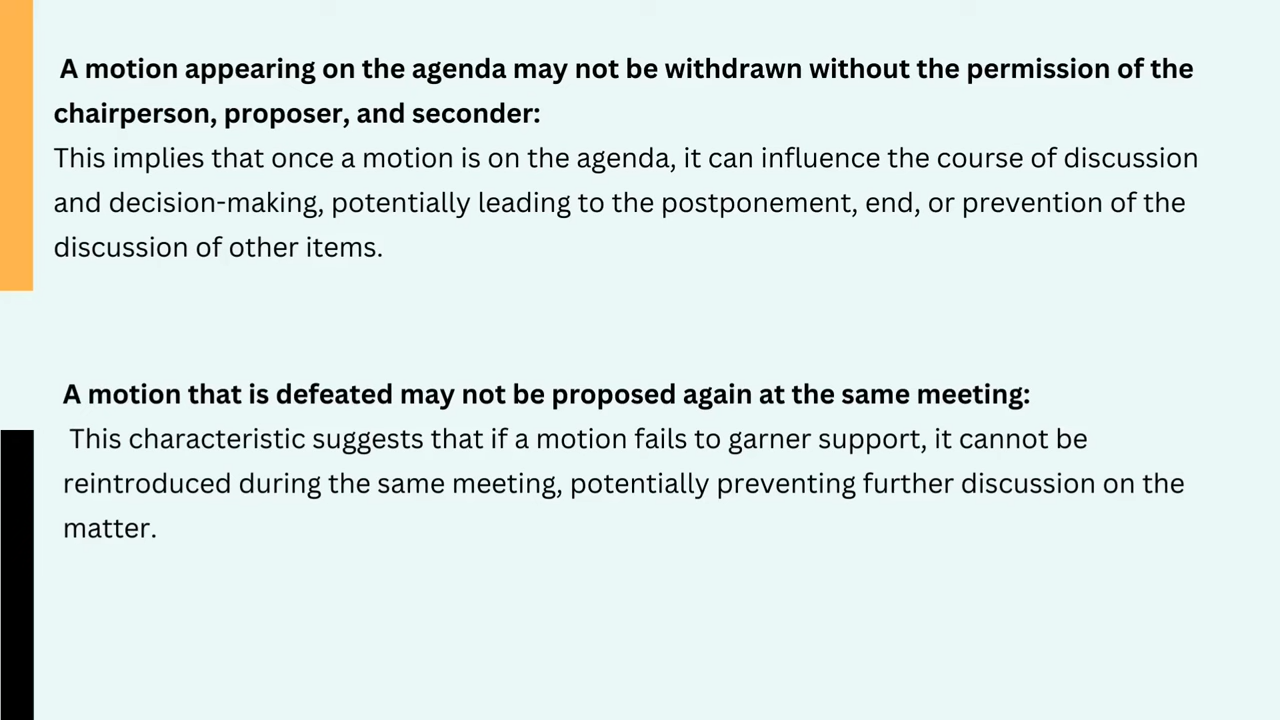 A motion appearing on the agenda may not be withdrawn without the permission of the
chairperson, proposer, and seconder:
This implies that once a motion is on the agenda, it can influence the course of discussion
and decision-making, potentially leading to the postponement, end, or prevention of the
discussion of other items.
A motion that is defeated may not be proposed again at the same meeting:
This characteristic suggests that if a motion fails to garner support, it cannot be
reintroduced during the same meeting, potentially preventing further discussion on the
matter.